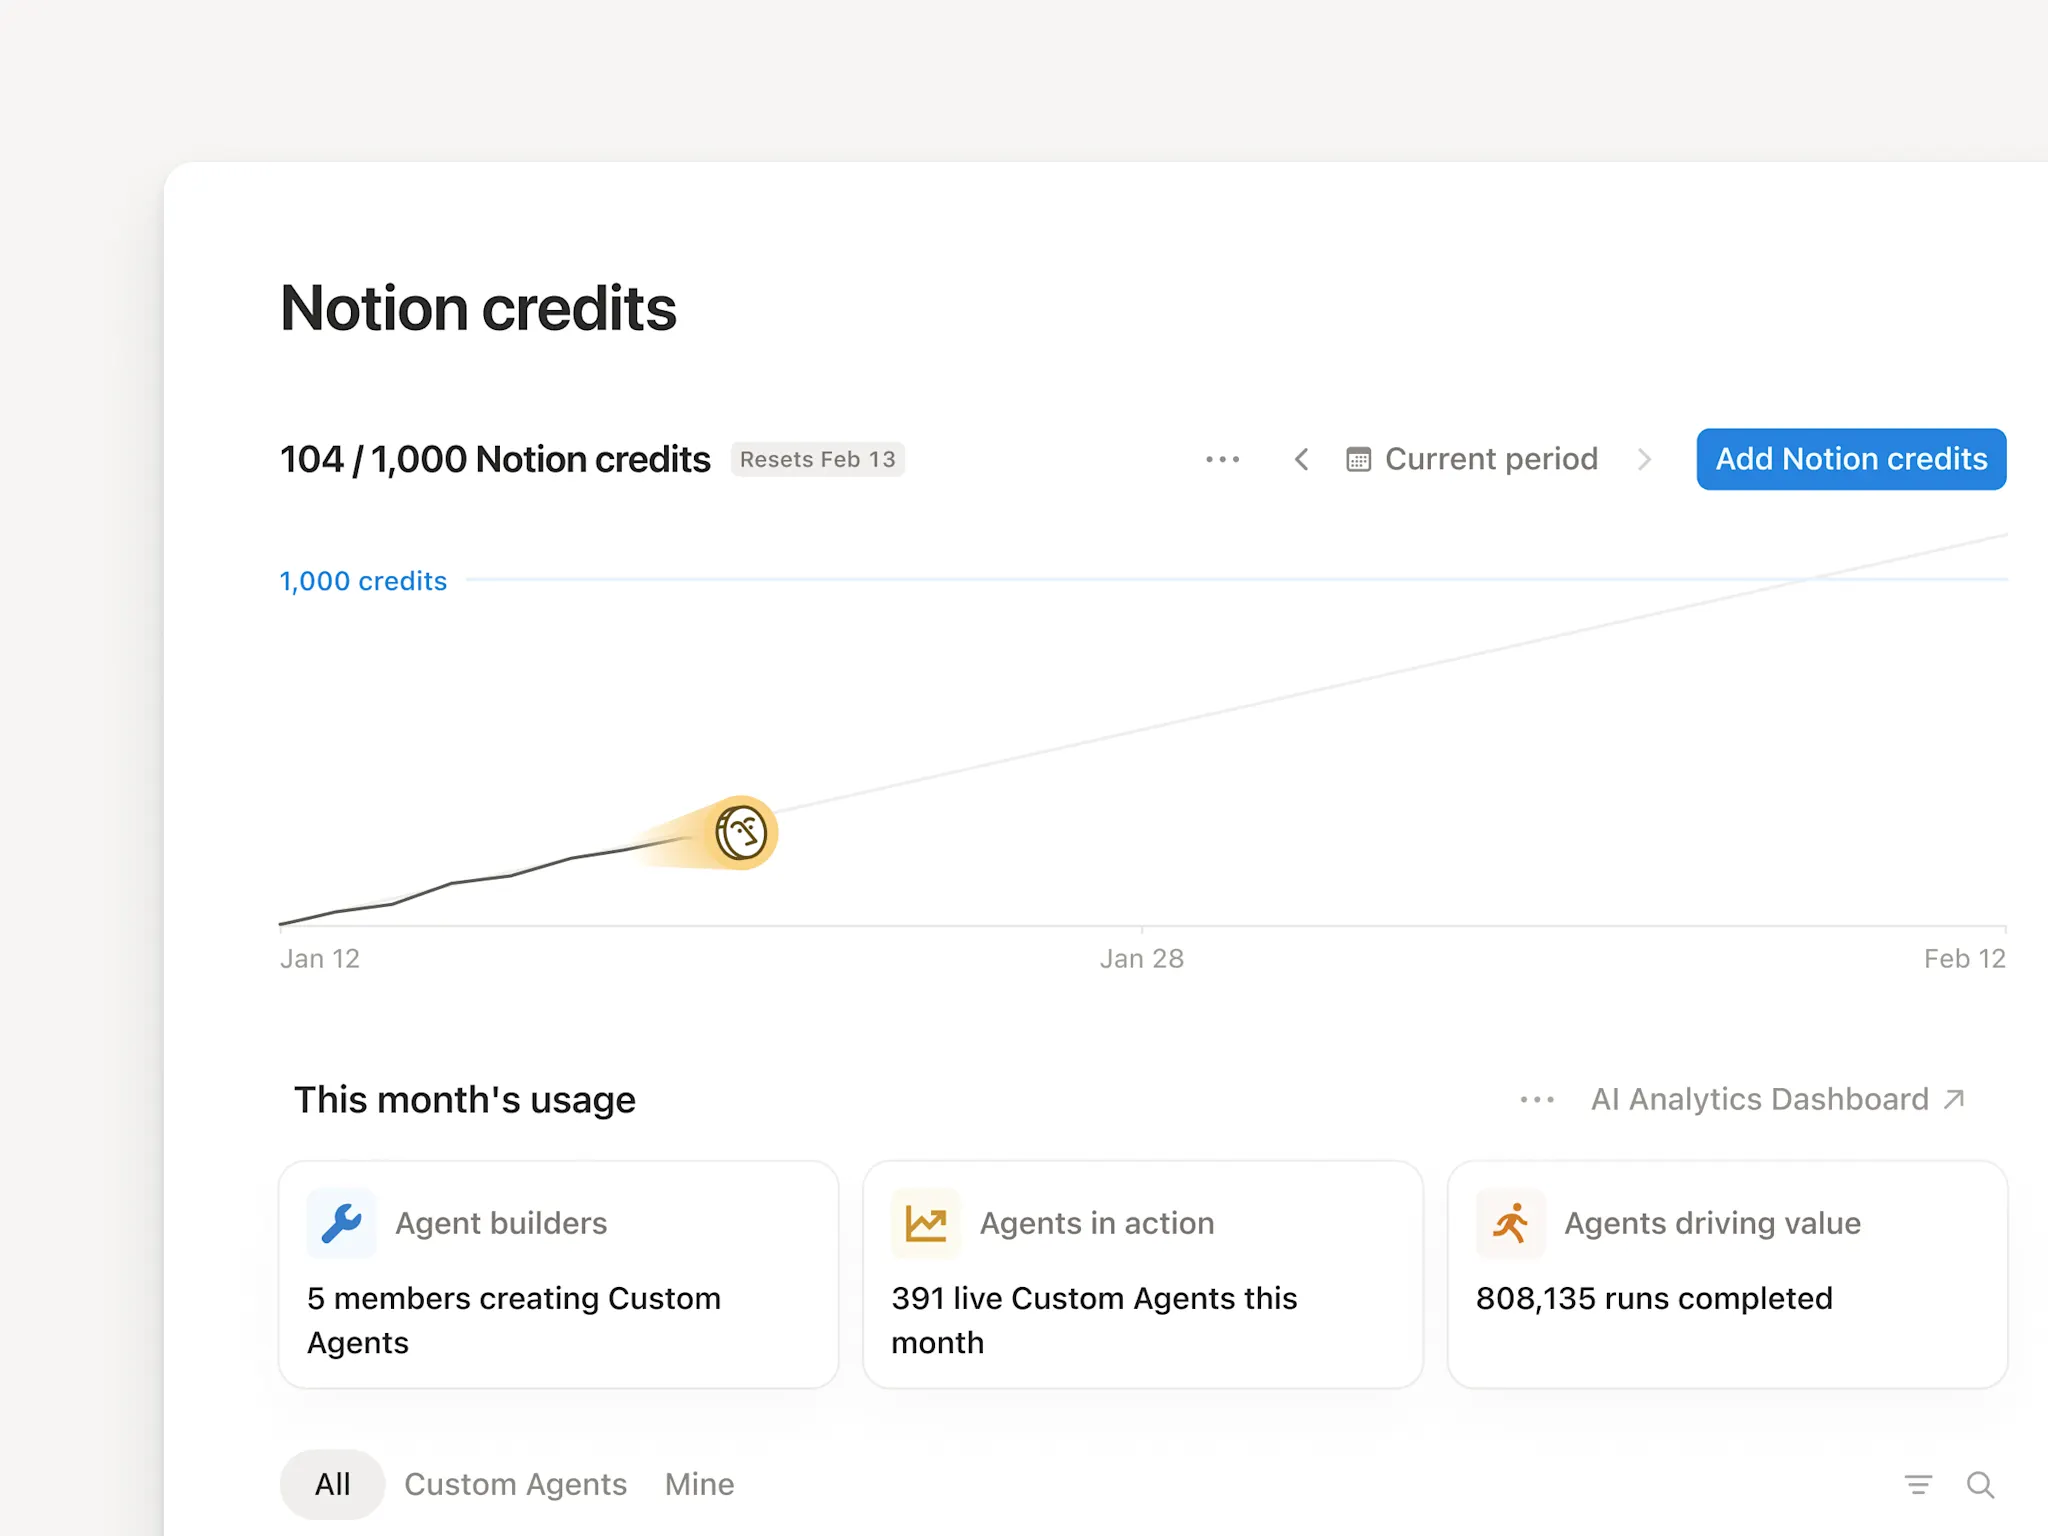 Notion credits
104 / 1,000 Notion credits Resets Feb 13 Current period Add Notion credits
1,000 credits
Jan 12 Jan 28 Feb 12
This month's usage AI Analytics Dashboard
Agent builders
5 members creating Custom
Agents
Agents in action
391 live Custom Agents this
month
Agents driving value
808,135 runs completed
All Custom Agents Mine